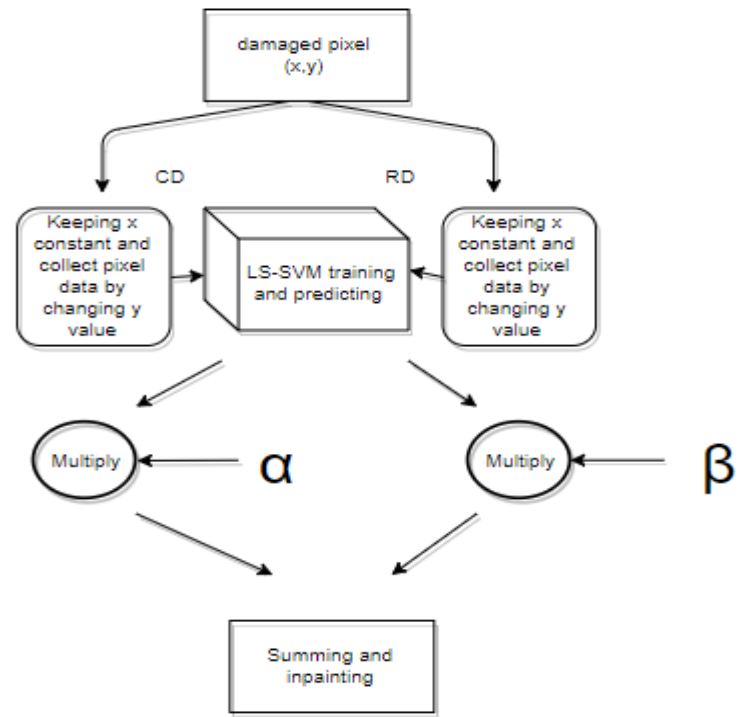 damaged pixel
(x,y)
CD
RD
Keeping x
constant and
collect pixel
data by
changing y
value
LS-SVM training
and predicting
Keeping x
constant and
collect pixel
data by
changing y
value
Multiply
α
Multiply
β
Summing and
inpainting